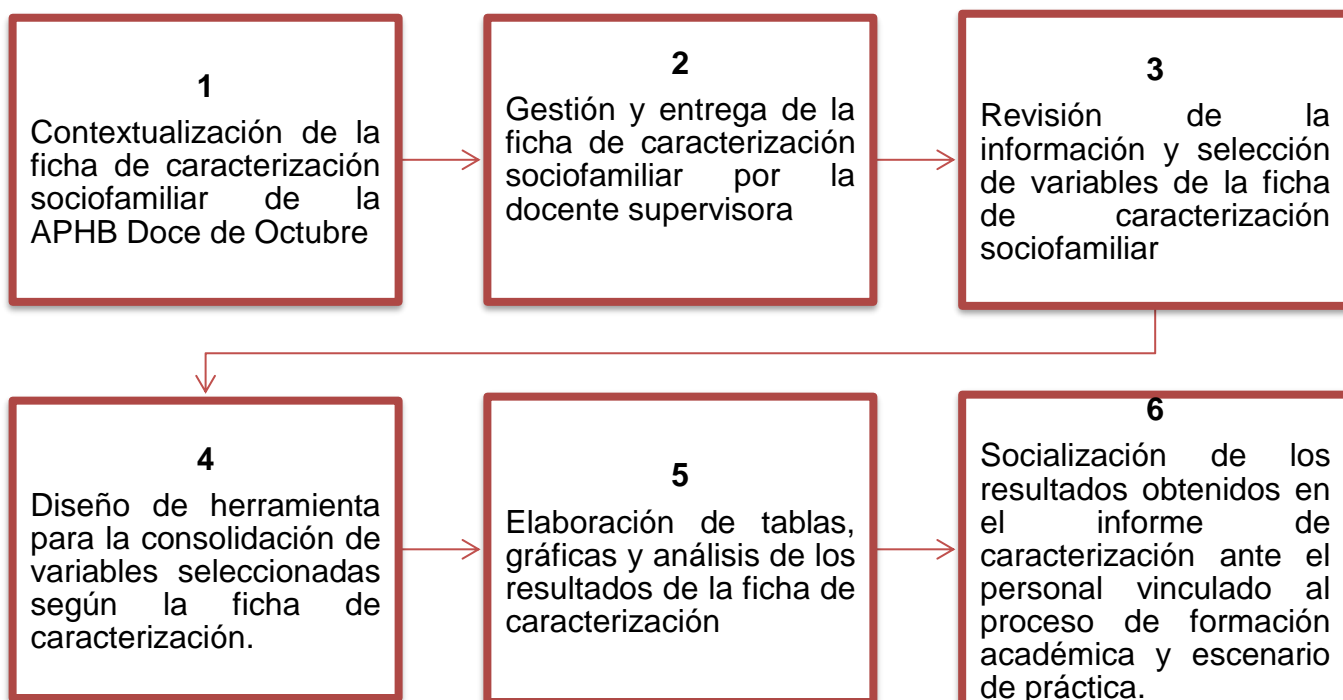 1
Contextualización de la
ficha de caracterización
sociofamiliar de la
APHB Doce de Octubre
2
Gestión y entrega de la
ficha de caracterización
sociofamiliar por la
docente supervisora
3
Revisión de la
información y selección
de variables de la ficha
de caracterización
sociofamiliar
4
Diseño de herramienta
para la consolidación de
variables seleccionadas
según la ficha de
caracterización.
5
Elaboración de tablas,
gráficas y análisis de los
resultados de la ficha de
caracterización
6
Socialización de los
resultados obtenidos en
el informe de
caracterización ante el
personal vinculado al
proceso de formación
académica y escenario
de práctica.